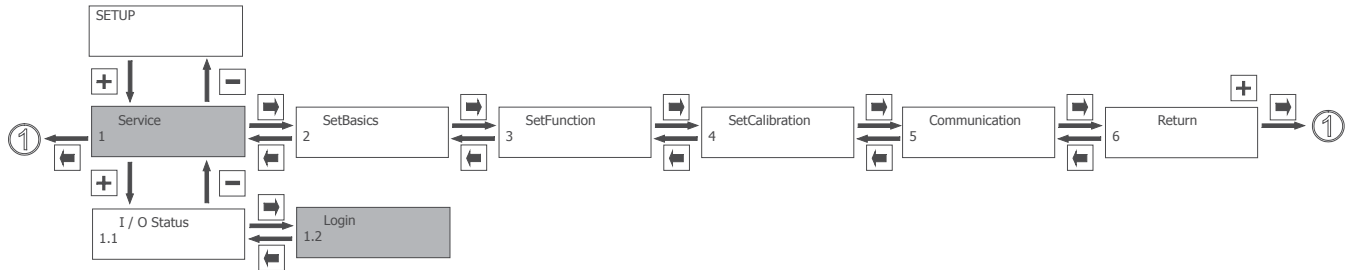 SETUP
Service
1
SetBasics
2
SetFunction
3
SetCalibration
4
Communication
5
Return
6
I / O Status
1.1
Login
1.2
+
−
+
−
+
1
1